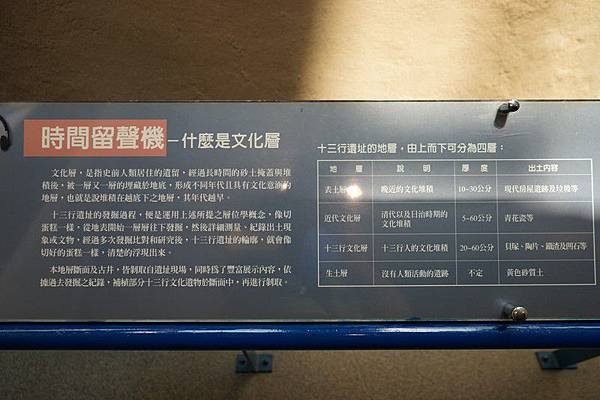 時間留聲機－什麼是文化層
文化層，是指史前人類居住的遺留，經過長時間的砂土掩蓋與堆
積後，被一層又一層的埋藏於地底，形成不同年代且具有文化意涵的
地層，也就是說堆積在越底下之地層，其年代越早。
十三行遺址的發掘過程，便是運用上述所提之層位學概念，像切
蛋糕一樣，從地表開始一層層往下發掘，然後詳細測量、紀錄出土現
象或文物，經過多次發掘比對和研究後，十三行遺址的輪廓，就會像
切好的蛋糕一樣，清楚的浮現出來。
本地層斷面及古井，皆剝取自遺址現場，同時為了豐富展示內容，依
據過去發掘之紀錄，補植部分十三行文化遺物於斷面中，再進行剝取。
十三行遺址的地層，由上而下可分為四層：
地 層 說 明 厚 度 出土內容
表土層 晚近的文化堆積 10-30公分 現代房屋遺跡及垃圾等
近代文化層 清代以及日治時期的文化堆積 5-60公分 青花瓷等
十三行文化層 十三行人的文化堆積 20-60公分 貝塚、陶片、鐵渣及凹石等
生土層 沒有人類活動的遺跡 不定 黃色砂質土